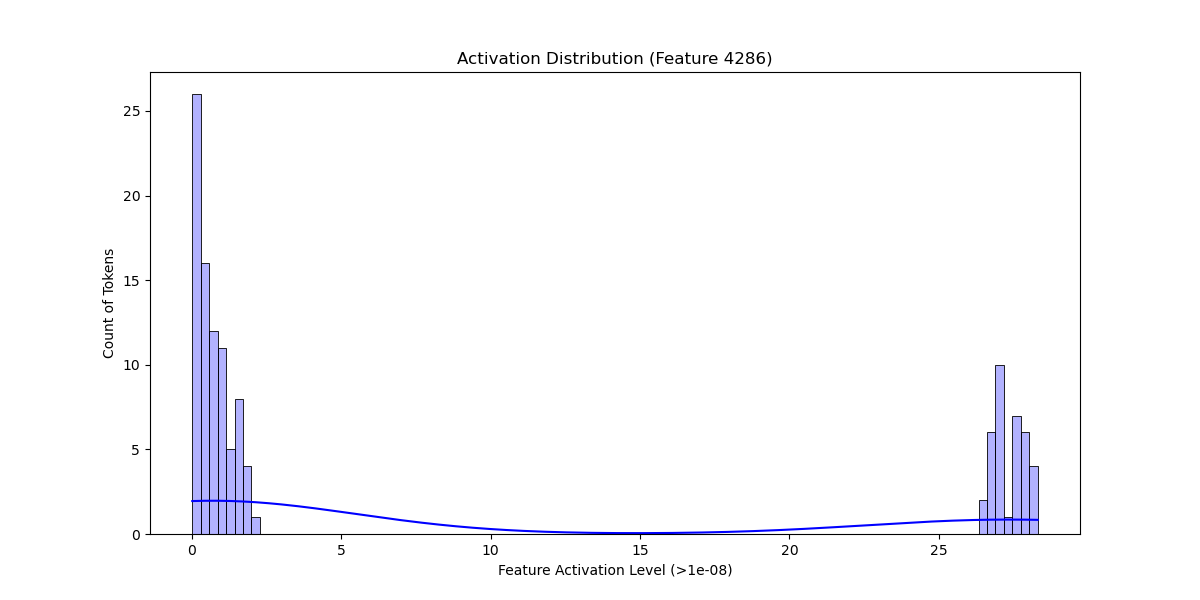 Activation Distribution (Feature 4286)
Count of Tokens
25
20
15
10
5
0
0 5 10 15 20 25
Feature Activation Level (>1e-08)